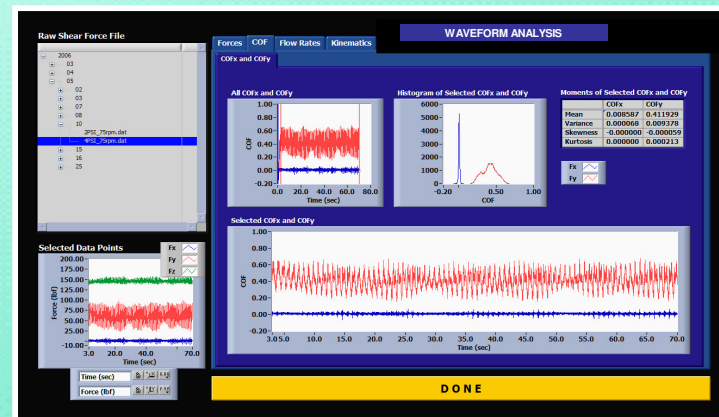 WAVEFORM ANALYSIS
Raw Shear Force File
2006
03
04
05
02
03
07
08
10
2PSI_75rpm.dat
4PSI_75rpm.dat
15
16
25
Forces COF Flow Rates Kinematics
COFx and COFy
All COFx and COFy
1.00
0.80
0.60
0.40
0.20
0.00
-0.20
COF
0.0 20.0 40.0 60.0 80.0
Time (sec)
Histogram of Selected COFx and COFy
6000
5000
4000
3000
2000
1000
0
-0.20 0.50 1.00
COF
Moments of Selected COFx and COFy
COFx COFy
Mean 0.008587 0.411929
Variance 0.000068 0.009378
Skewness -0.000000 -0.000059
Kurtosis 0.000000 0.000213
Fx
Fy
Selected Data Points
Fx
Fy
Fz
200.00
175.00
150.00
125.00
100.00
75.00
50.00
25.00
-10.00
Force (lbf)
3.0 20.0 40.0 70.0
Time (sec)
Time (sec)
Force (lbf)
Selected COFx and COFy
1.00
0.80
0.60
0.40
0.20
0.00
-0.20
COF
3.0 5.0 10.0 15.0 20.0 25.0 30.0 35.0 40.0 45.0 50.0 55.0 60.0 65.0 70.0
Time (sec)
DONE